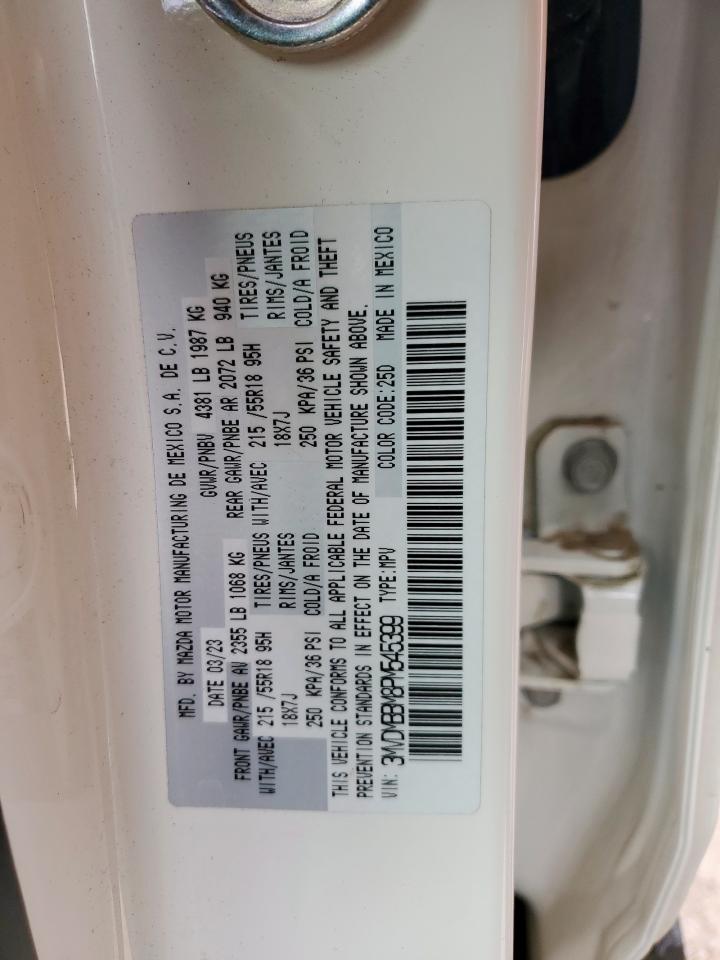 MFD. BY MAZDA MOTOR MANUFACTURING DE MEXICO S.A. DE C.V.
DATE 03/23 GVWR/PNBV 4381 LB 1987 KG
FRONT GAWR/PNBE AV 2355 LB 1068 KG REAR GAWR/PNBE AR 2072 LB 940 KG
WITH/AVEC 215 /55R18 95H TIRES/PNEUS WITH/AVEC 215 /55R18 95H TIRES/PNEUS
18X7J RIMS/JANTES 18X7J RIMS/JANTES
250 KPA/36 PSI COLD/A FROID 250 KPA/36 PSI COLD/A FROID
THIS VEHICLE CONFORMS TO ALL APPLICABLE FEDERAL MOTOR VEHICLE SAFETY AND THEFT
PREVENTION STANDARDS IN EFFECT ON THE DATE OF MANUFACTURE SHOWN ABOVE.
VIN: 3MVDMBBM8PM545399 TYPE:MPV COLOR CODE:25D MADE IN MEXICO